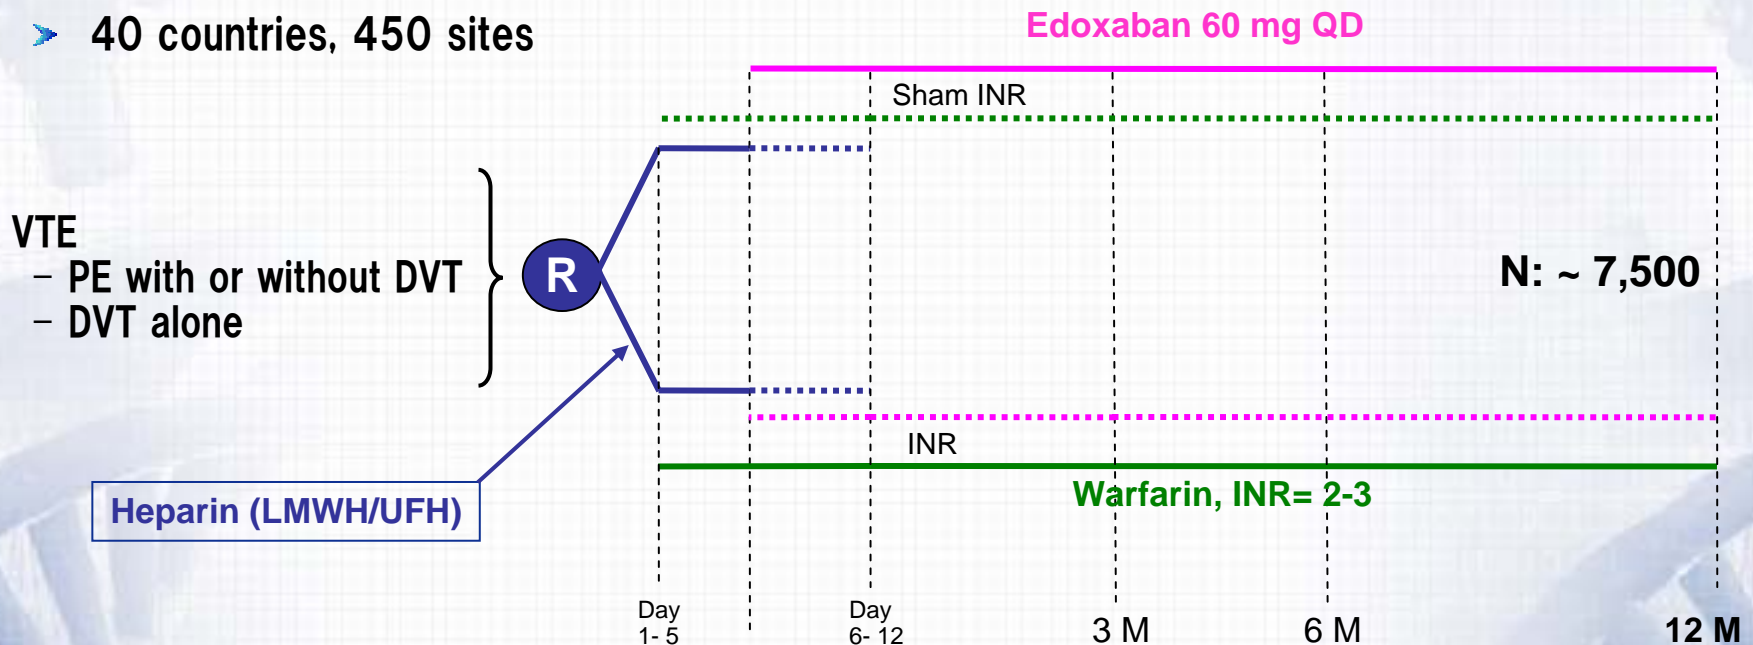 40 countries, 450 sites
Edoxaban 60 mg QD
Sham INR
VTE
– PE with or without DVT
– DVT alone
R
N: ~ 7,500
INR
Heparin (LMWH/UFH)
Warfarin, INR= 2-3
Day
1- 5
Day
6- 12
3 M
6 M
12 M